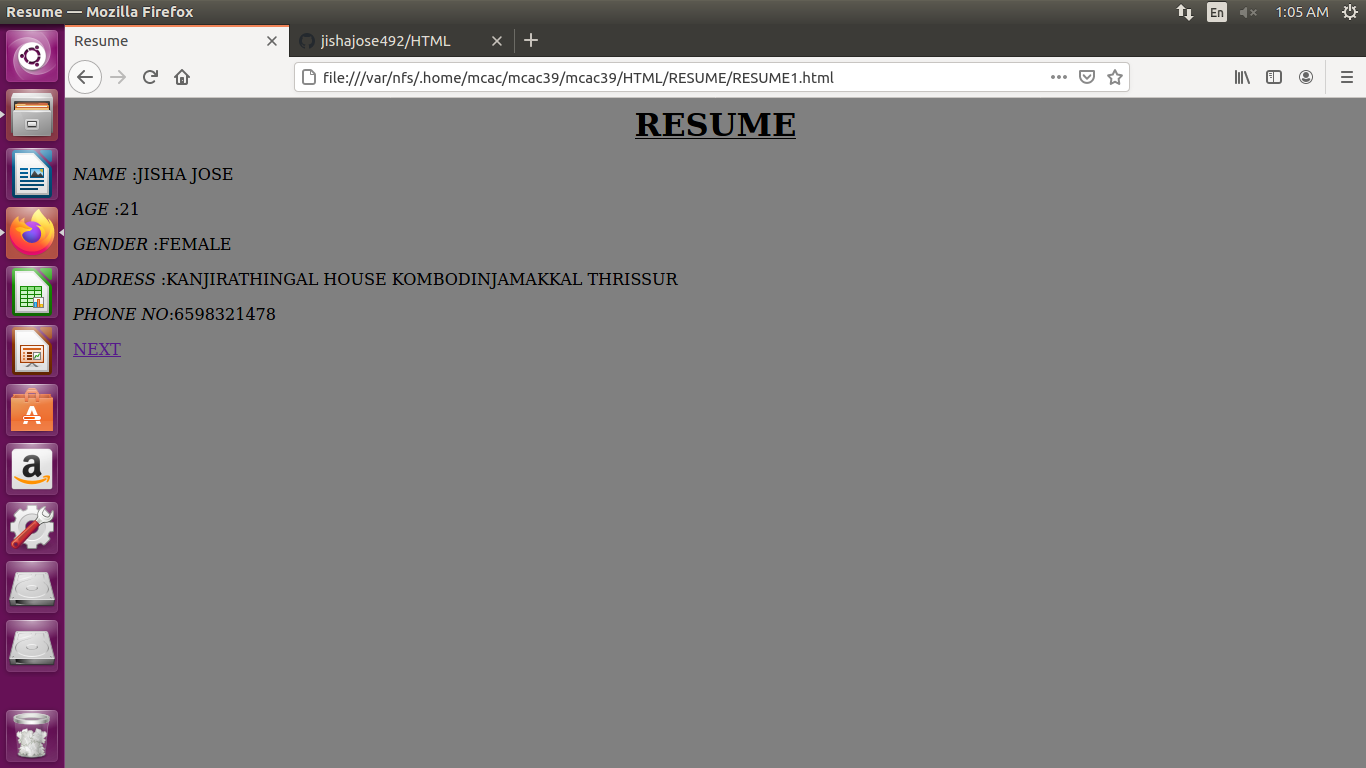 Resume — Mozilla Firefox
En
1:05 AM
Resume
jishajose492/HTML
file:///var/nfs/.home/mcac/mcac39/mcac39/HTML/RESUME/RESUME1.html
RESUME
NAME :JISHA JOSE
AGE :21
GENDER :FEMALE
ADDRESS :KANJIRATHINGAL HOUSE KOMBODINJAMAKKAL THRISSUR
PHONE NO:6598321478
NEXT